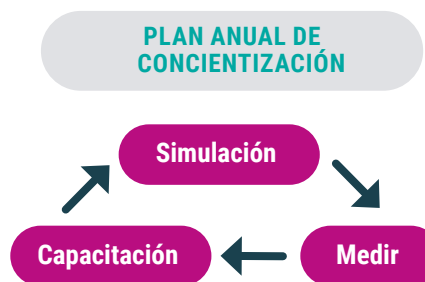 PLAN ANUAL DE
CONCIENTIZACIÓN
Simulación
Capacitación
Medir